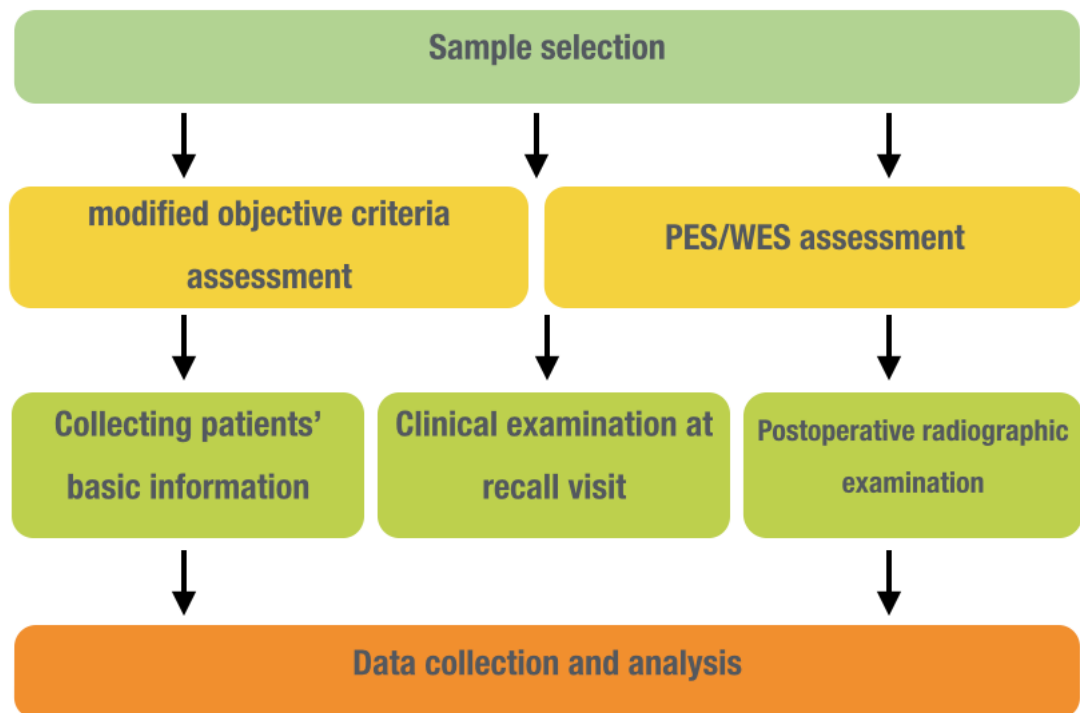 Sample selection
modified objective criteria
assessment
PES/WES assessment
Collecting patients’
basic information
Clinical examination at
recall visit
Postoperative radiographic
examination
Data collection and analysis